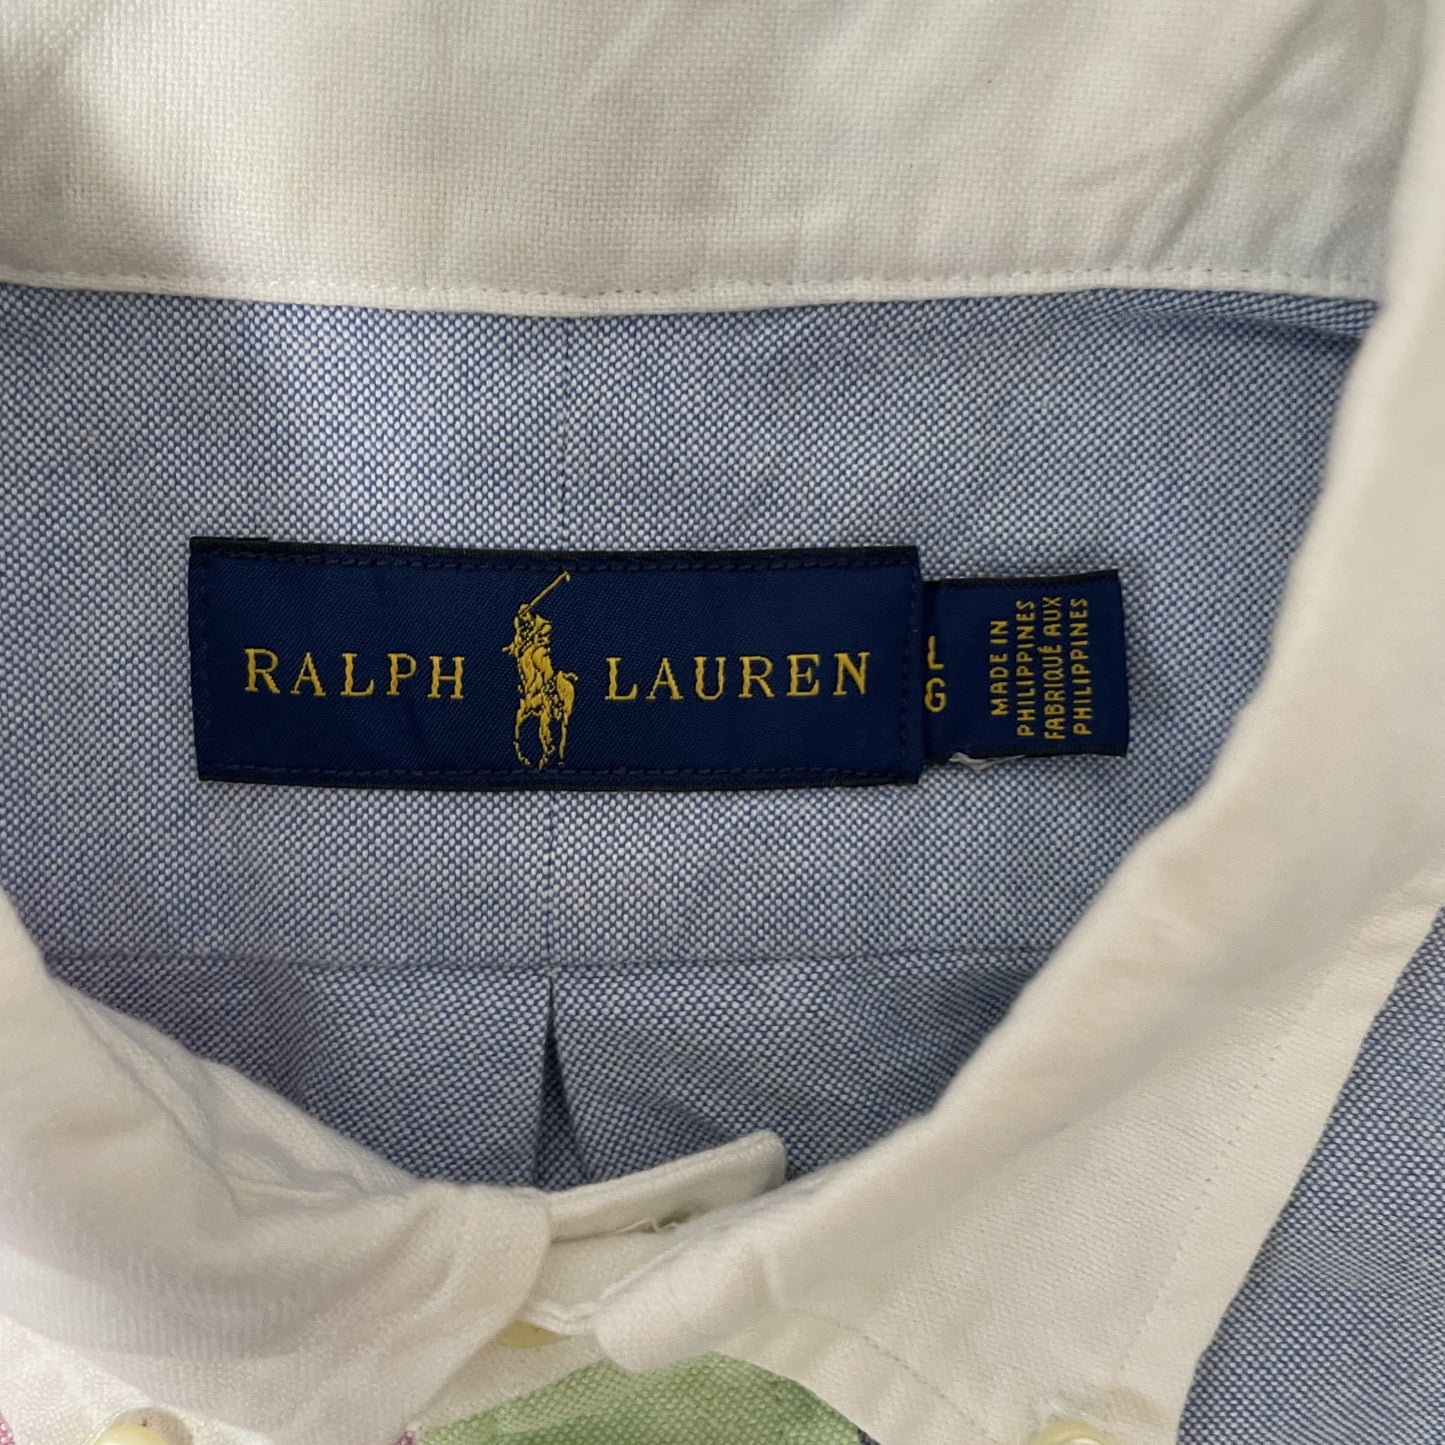 RALPH LAUREN
L
G
MADE IN
PHILIPPINES
FABRIQUÉ AUX
PHILIPPINES